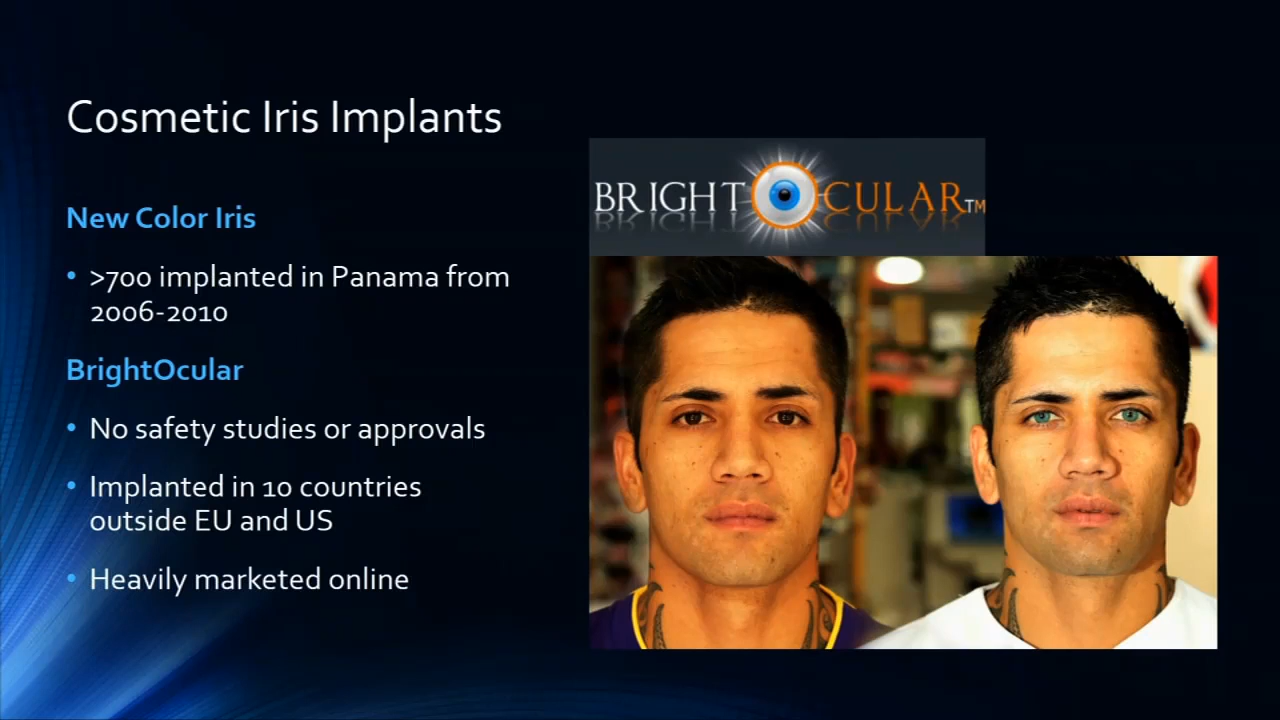 Cosmetic Iris Implants
New Color Iris
• >700 implanted in Panama from
2006-2010
BrightOcular
• No safety studies or approvals
• Implanted in 10 countries
outside EU and US
• Heavily marketed online
BRIGHTOCULAR™